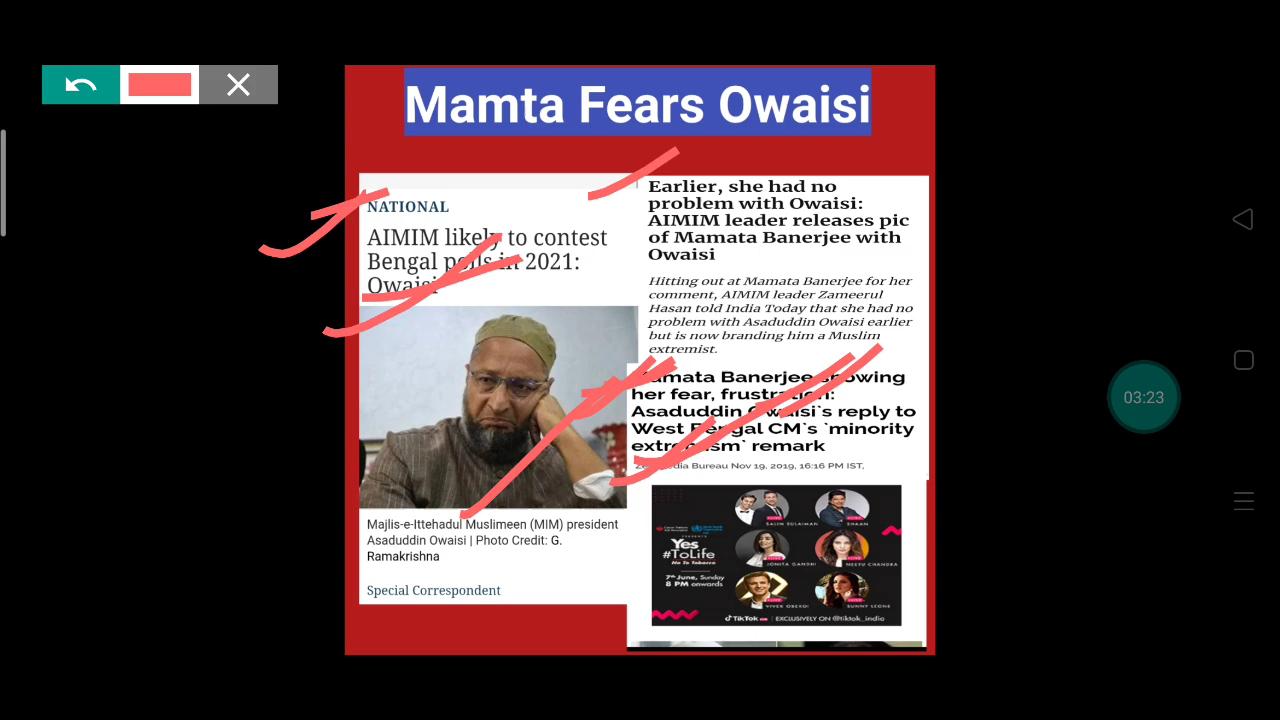 Mamta Fears Owaisi
NATIONAL
AIMIM likely to contest
Bengal polls in 2021:
Owaisi
Majlis-e-Ittehadul Muslimeen (MIM) president
Asaduddin Owaisi | Photo Credit: G.
Ramakrishna
Special Correspondent
Earlier, she had no
problem with Owaisi:
AIMIM leader releases pic
of Mamata Banerjee with
Owaisi
Hitting out at Mamata Banerjee for her
comment, AIMIM leader Zameerul
Hasan told India Today that she had no
problem with Asaduddin Owaisi earlier
but is now branding him a Muslim
extremist.
Mamata Banerjee showing
her fear, frustration:
Asaduddin Owaisi`s reply to
West Bengal CM`s `minority
extremism` remark
Bureau Nov 19, 2019, 16:16 PM IST,
Yes
#ToLife
No To Tobacco
7th June, Sunday
8 PM onwards
SALIM SULAIMAN
SHAAN
JONITA GANDHI
NEETU CHANDRA
VIVEK OBEROI
SUNNY LEONE
TikTok LIVE | EXCLUSIVELY ON @tiktok_india
03:23